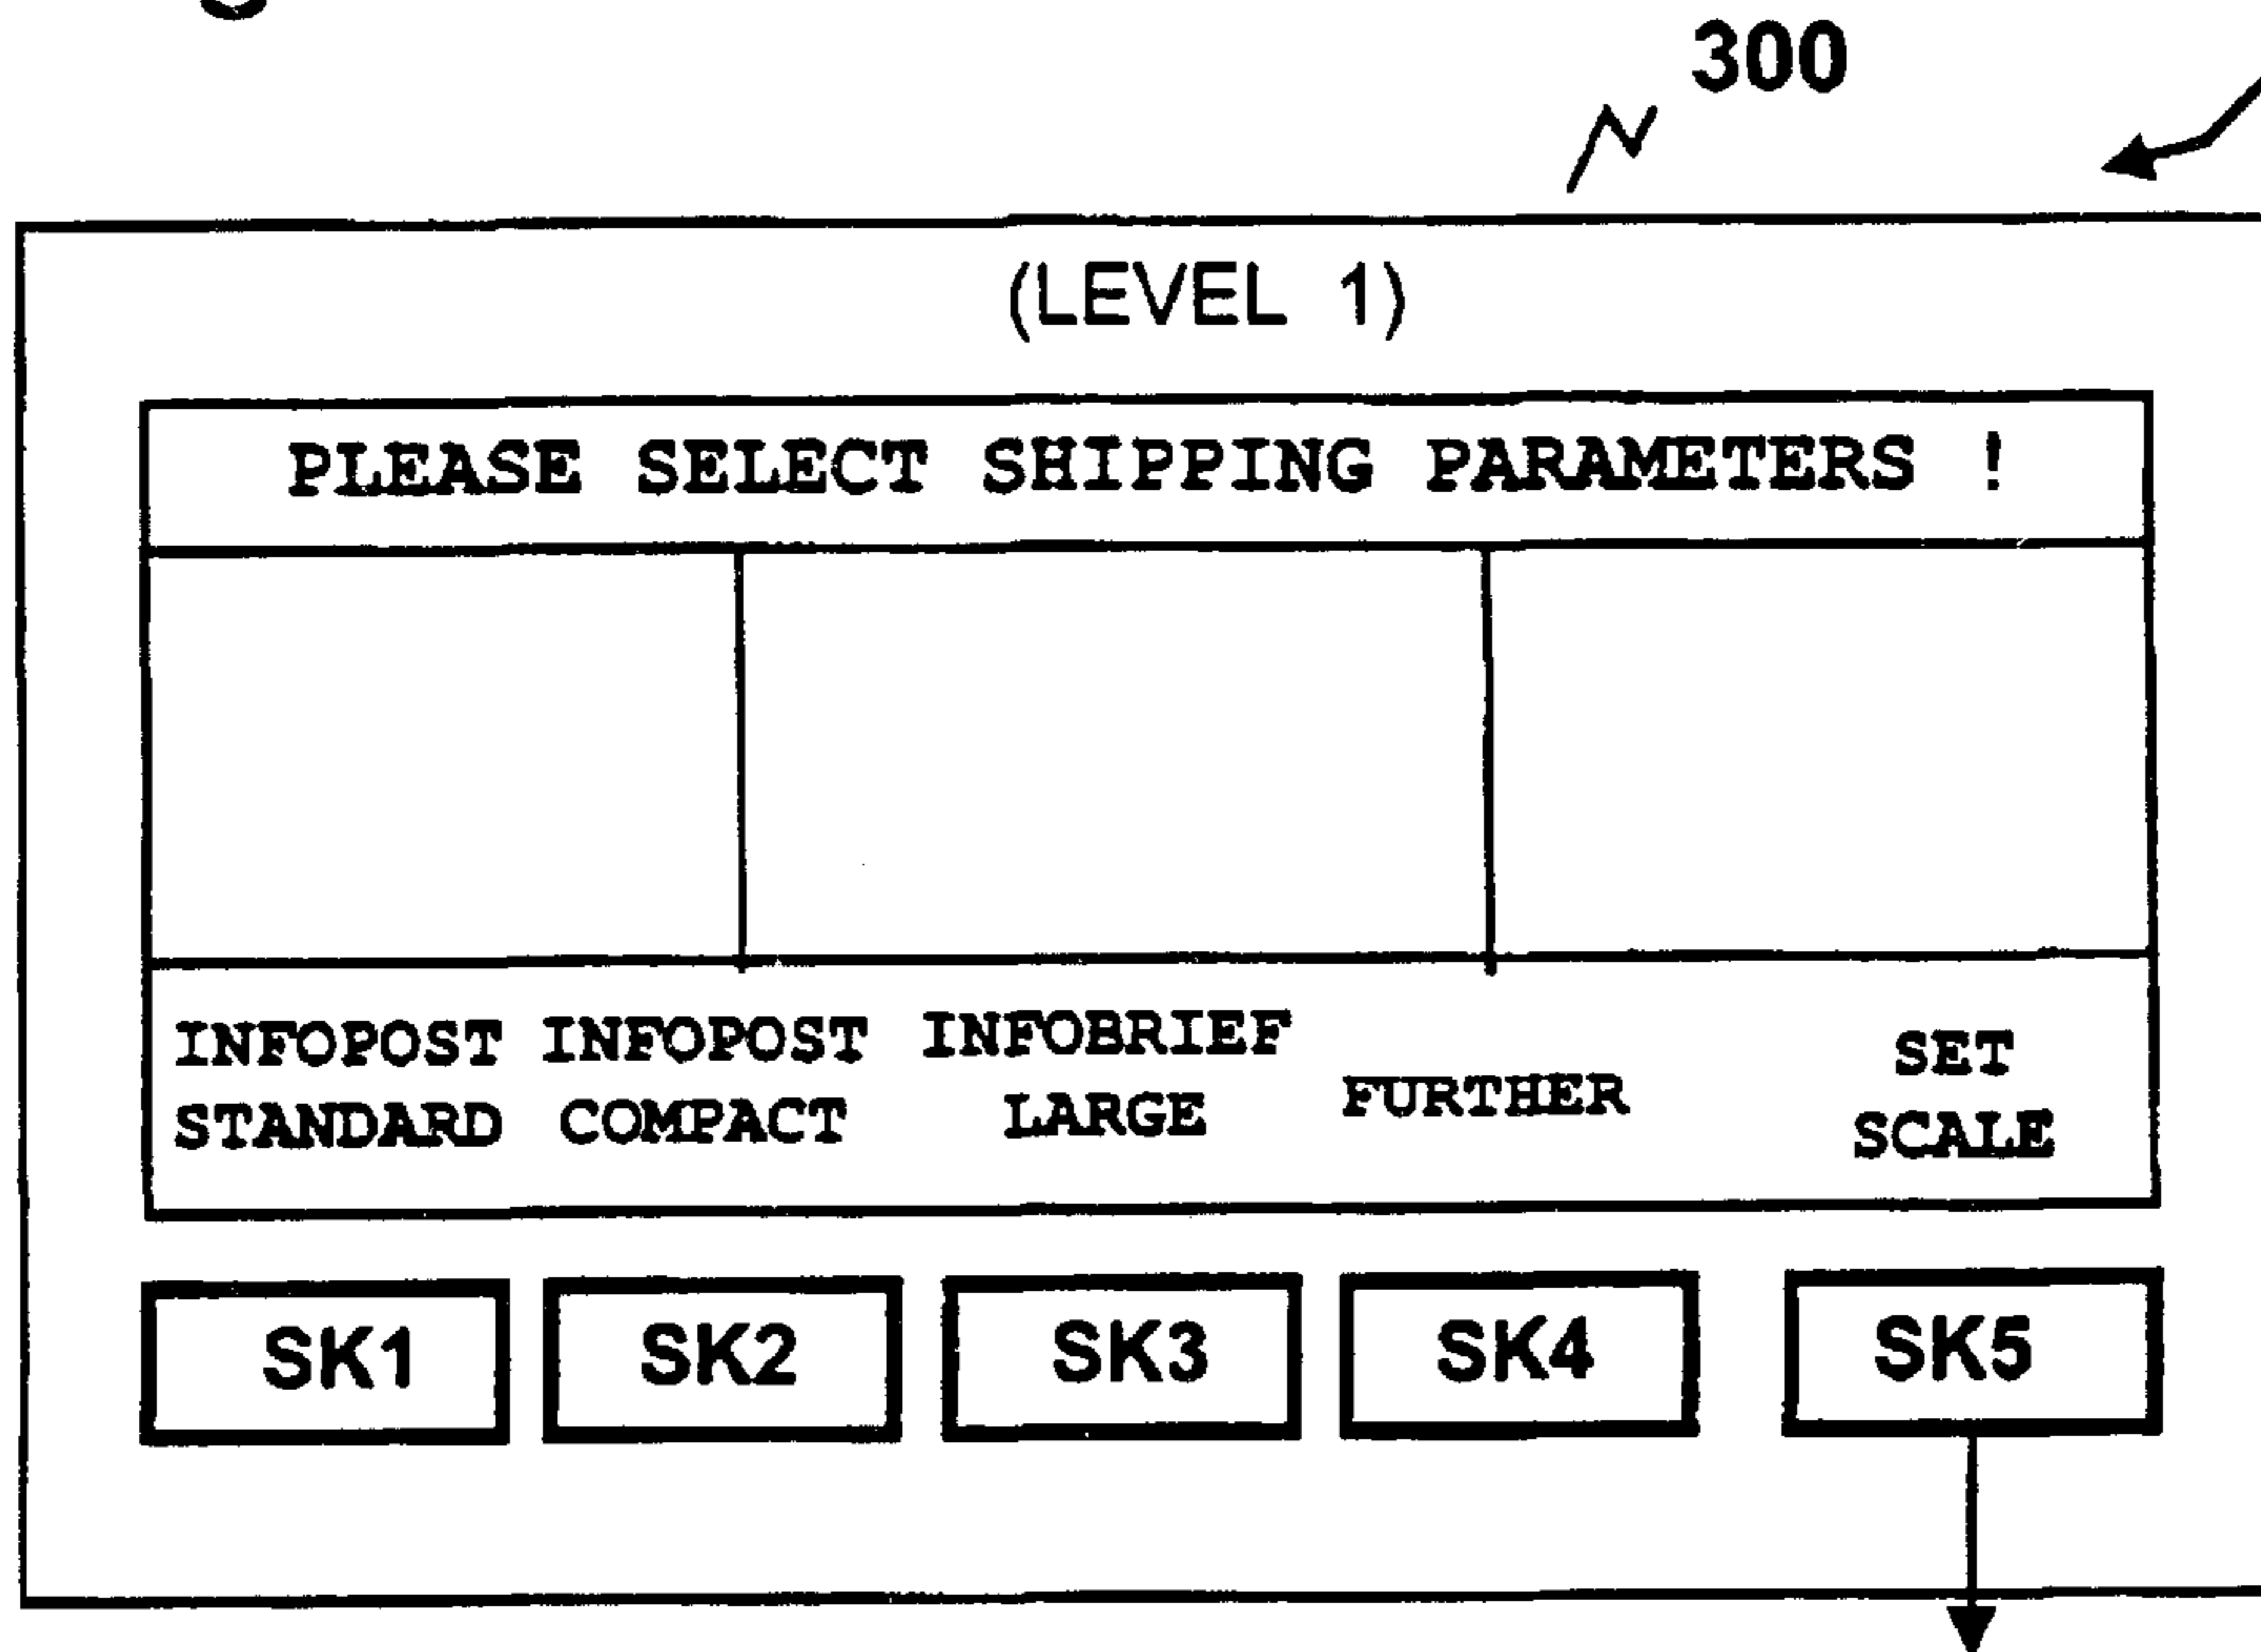 300
(LEVEL 1)
PLEASE SELECT SHIPPING PARAMETERS !
INFOPOST INFOPOST INFOBRIEF SET
STANDARD COMPACT LARGE FURTHER SCALE
SK1 SK2 SK3 SK4 SK5